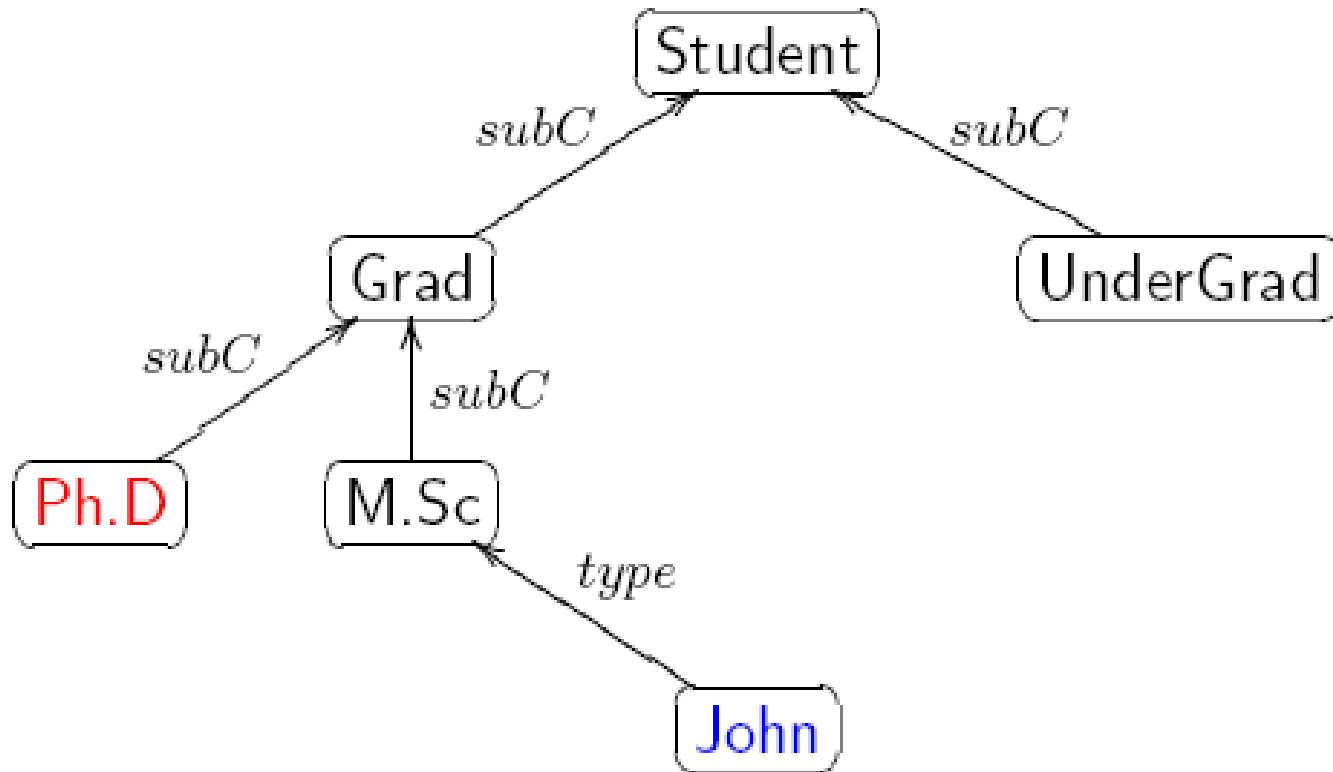 Student
subC
subC
Grad
UnderGrad
subC
subC
Ph.D
M.Sc
type
John